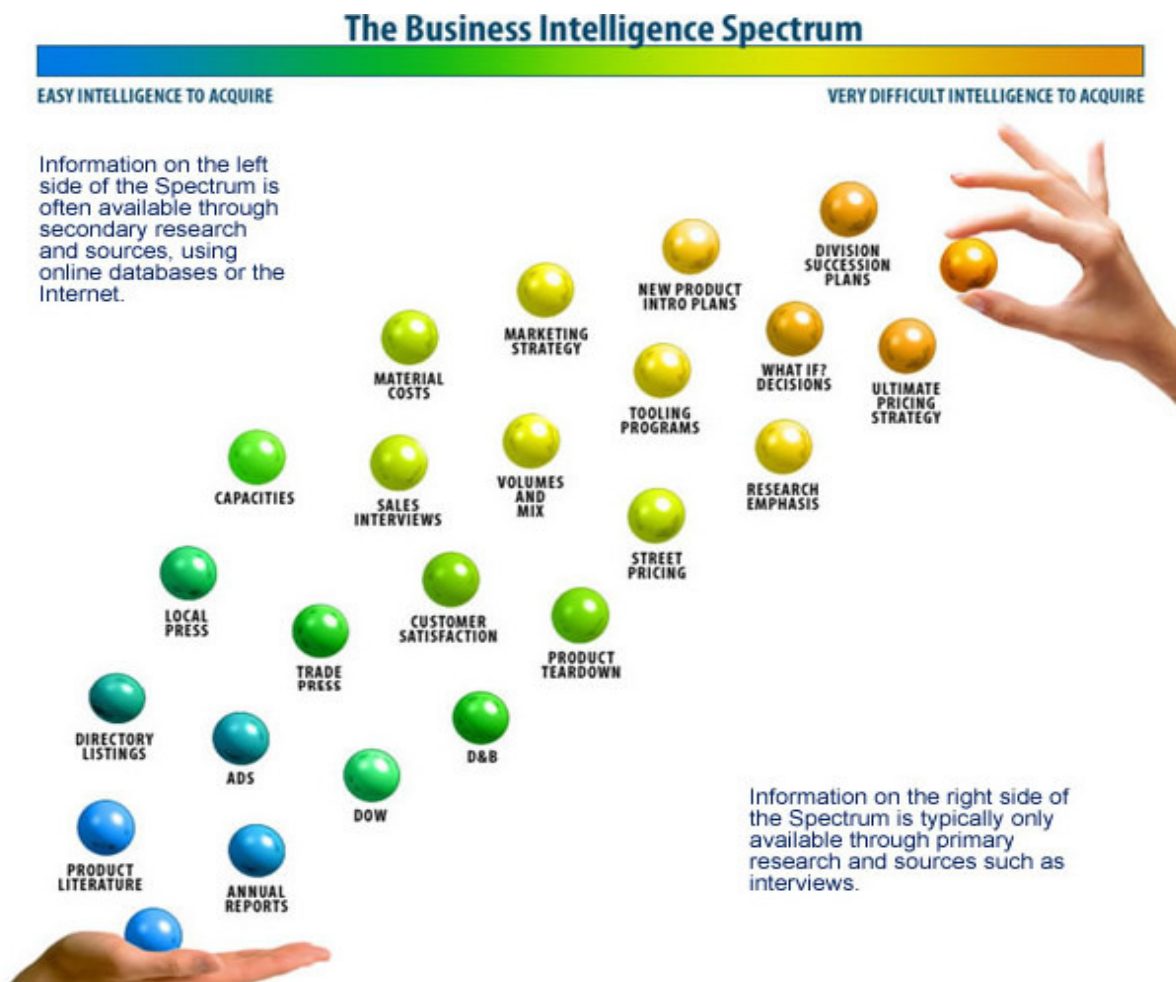 The Business Intelligence Spectrum
EASY INTELLIGENCE TO ACQUIRE
VERY DIFFICULT INTELLIGENCE TO ACQUIRE
Information on the left
side of the Spectrum is
often available through
secondary research
and sources, using
online databases or the
Internet.
DIVISION
SUCCESSION
PLANS
NEW PRODUCT
INTRO PLANS
MARKETING
STRATEGY
MATERIAL
COSTS
WHAT IF?
DECISIONS
ULTIMATE
PRICING
STRATEGY
TOOLING
PROGRAMS
CAPACITIES
SALES
INTERVIEWS
VOLUMES
AND
MIX
RESEARCH
EMPHASIS
STREET
PRICING
LOCAL
PRESS
TRADE
PRESS
CUSTOMER
SATISFACTION
PRODUCT
TEARDOWN
DIRECTORY
LISTINGS
ADS
D&B
DOW
PRODUCT
LITERATURE
ANNUAL
REPORTS
Information on the right side of
the Spectrum is typically only
available through primary
research and sources such as
interviews.